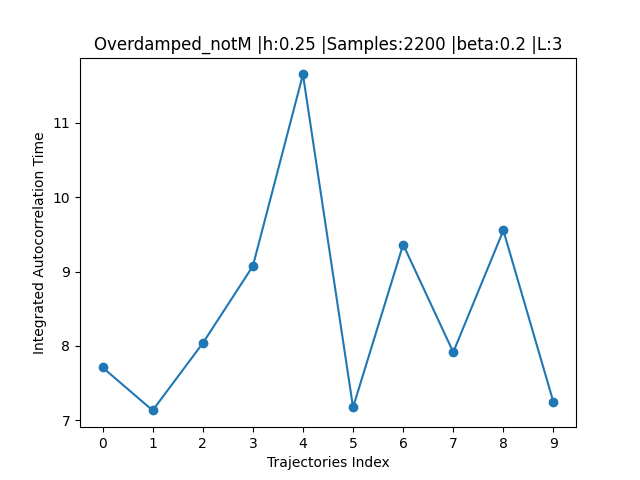 Overdamped_notM |h:0.25 |Samples:2200 |beta:0.2 |L:3
Integrated Autocorrelation Time
11
10
9
8
7
0 1 2 3 4 5 6 7 8 9
Trajectories Index